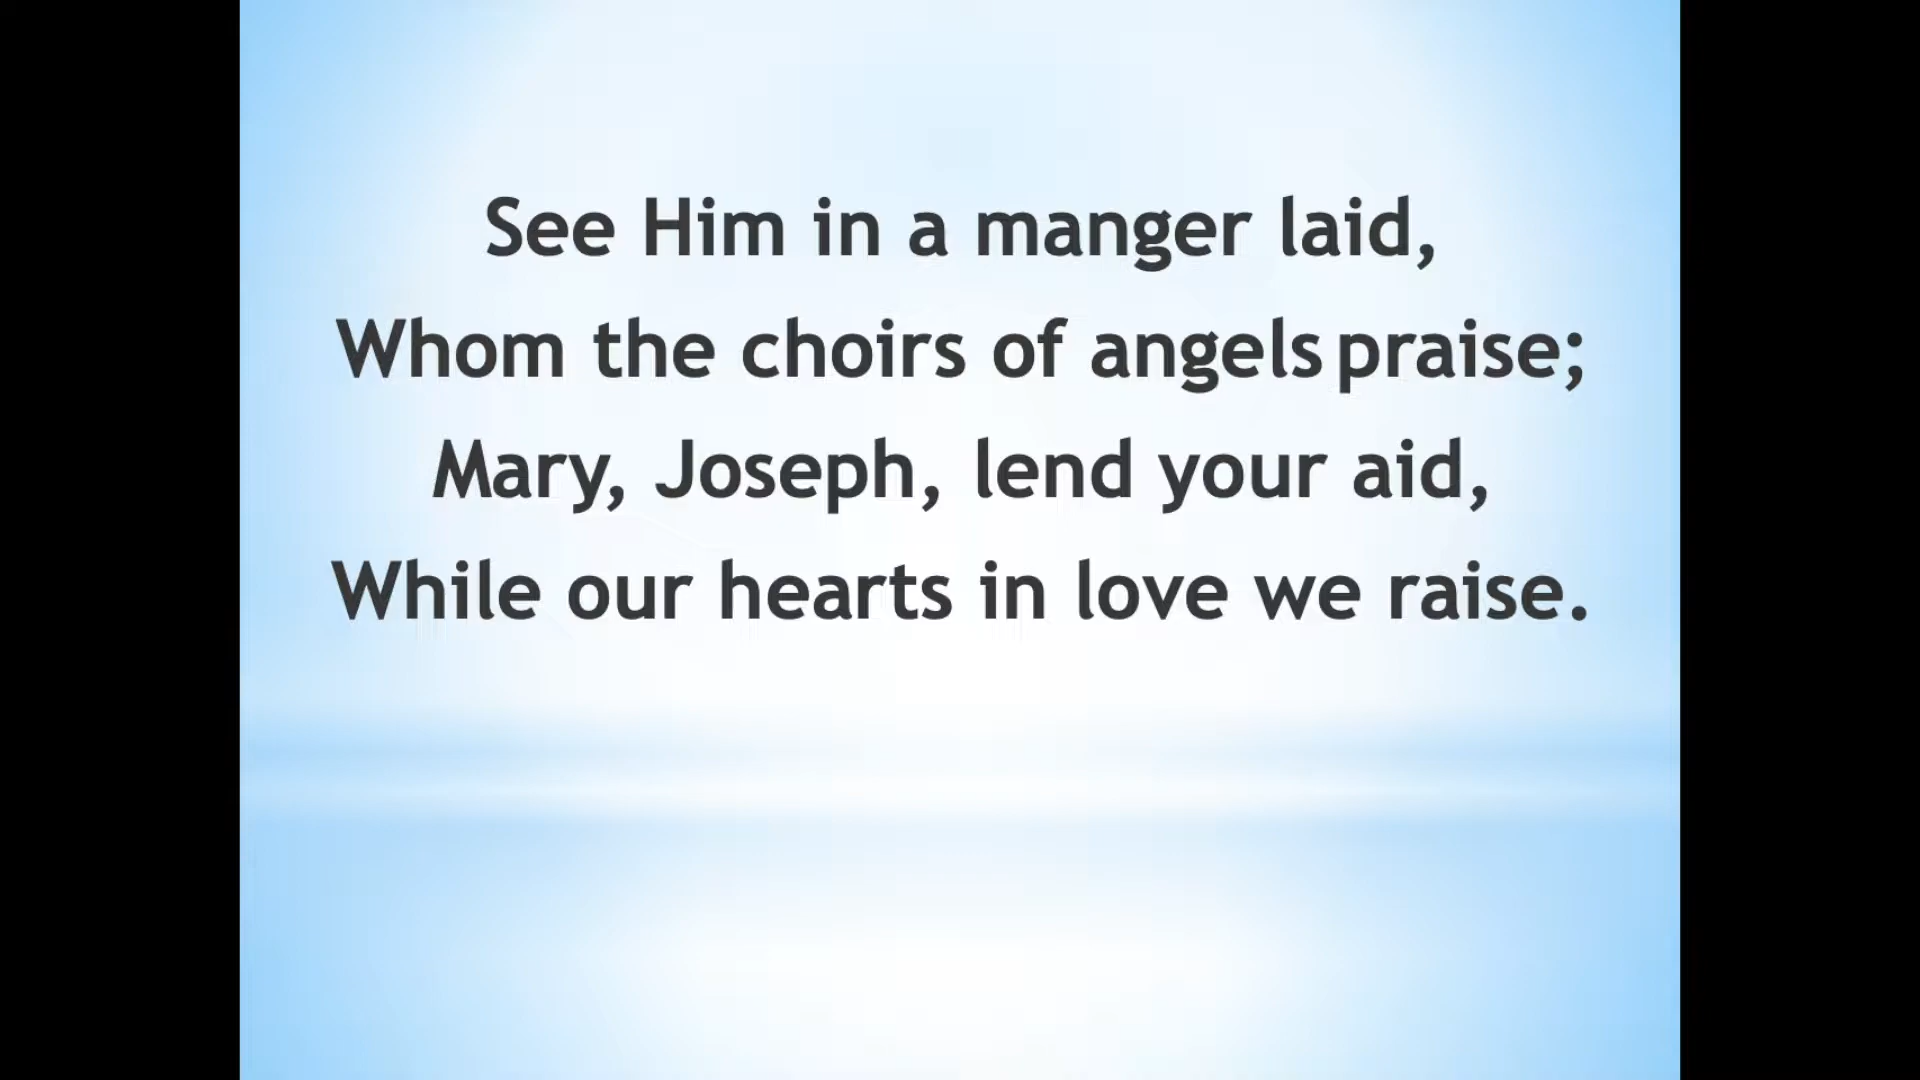 See Him in a manger laid,
Whom the choirs of angels praise;
Mary, Joseph, lend your aid,
While our hearts in love we raise.